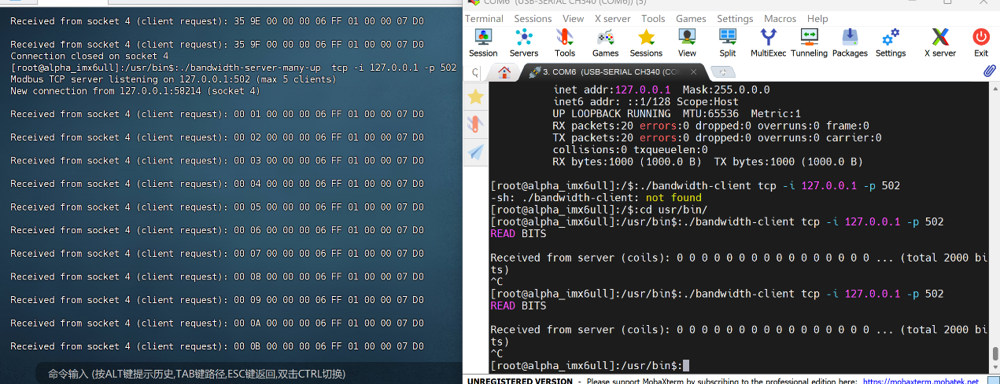 Received from socket 4 (client request): 35 9E 00 00 00 06 FF 01 00 00 07 D0
Received from socket 4 (client request): 35 9F 00 00 00 06 FF 01 00 00 07 D0
Connection closed on socket 4
[root@alpha_imx6ull]:/usr/bin$:./bandwidth-server-many-up  tcp -i 127.0.0.1 -p 502
Modbus TCP server listening on 127.0.0.1:502 (max 5 clients)
New connection from 127.0.0.1:58214 (socket 4)
Received from socket 4 (client request): 00 01 00 00 00 06 FF 01 00 00 07 D0
Received from socket 4 (client request): 00 02 00 00 00 06 FF 01 00 00 07 D0
Received from socket 4 (client request): 00 03 00 00 00 06 FF 01 00 00 07 D0
Received from socket 4 (client request): 00 04 00 00 00 06 FF 01 00 00 07 D0
Received from socket 4 (client request): 00 05 00 00 00 06 FF 01 00 00 07 D0
Received from socket 4 (client request): 00 06 00 00 00 06 FF 01 00 00 07 D0
Received from socket 4 (client request): 00 07 00 00 00 06 FF 01 00 00 07 D0
Received from socket 4 (client request): 00 08 00 00 00 06 FF 01 00 00 07 D0
Received from socket 4 (client request): 00 09 00 00 00 06 FF 01 00 00 07 D0
Received from socket 4 (client request): 00 0A 00 00 00 06 FF 01 00 00 07 D0
Received from socket 4 (client request): 00 0B 00 00 00 06 FF 01 00 00 07 D0
命令输入 (按ALT键提示历史,TAB键路径,ESC键返回,双击CTRL切换)
COM6  (USB-SERIAL CH340 (COM6)) (3)
Terminal Sessions View X server Tools Games Settings Macros Help
Session Servers Tools Games Sessions View Split MultiExec Tunneling Packages Settings X server Exit
3. COM6  (USB-SERIAL CH340 (COM
inet addr:127.0.0.1  Mask:255.0.0.0
inet6 addr: ::1/128 Scope:Host
UP LOOPBACK RUNNING  MTU:65536  Metric:1
RX packets:20 errors:0 dropped:0 overruns:0 frame:0
TX packets:20 errors:0 dropped:0 overruns:0 carrier:0
collisions:0 txqueuelen:0
RX bytes:1000 (1000.0 B)  TX bytes:1000 (1000.0 B)
[root@alpha_imx6ull]:/$:./bandwidth-client tcp -i 127.0.0.1 -p 502
-sh: ./bandwidth-client: not found
[root@alpha_imx6ull]:/$:cd usr/bin/
[root@alpha_imx6ull]:/usr/bin$:./bandwidth-client tcp -i 127.0.0.1 -p 502
READ BITS
Received from server (coils): 0 0 0 0 0 0 0 0 0 0 0 0 0 0 0 0 ... (total 2000 bi
ts)
^C
[root@alpha_imx6ull]:/usr/bin$:./bandwidth-client tcp -i 127.0.0.1 -p 502
READ BITS
Received from server (coils): 0 0 0 0 0 0 0 0 0 0 0 0 0 0 0 0 ... (total 2000 bi
ts)
^C
[root@alpha_imx6ull]:/usr/bin$:
UNREGISTERED VERSION - Please support MobaXterm by subscribing to the professional edition here: https://mobaxterm.mobatek.net